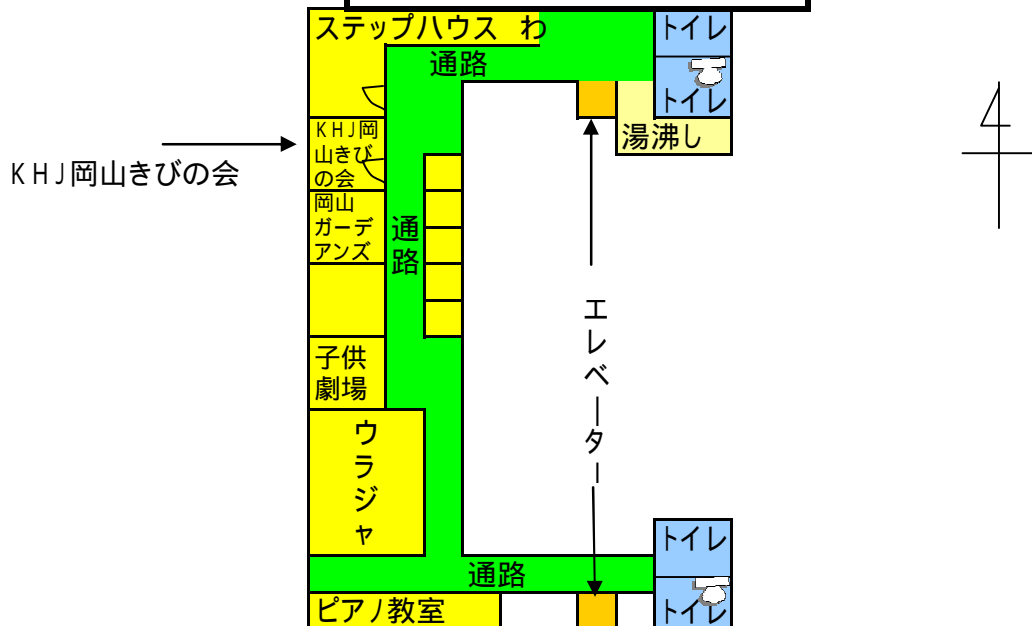 ステップハウス わ
トイレ
通路
トイレ
湯沸し
KHJ岡
山きび
の会
KHJ岡山きびの会
岡山
ガーデ
アンズ
通路
エレベーター
子供
劇場
ウラジャ
トイレ
通路
ピアノ教室
トイレ